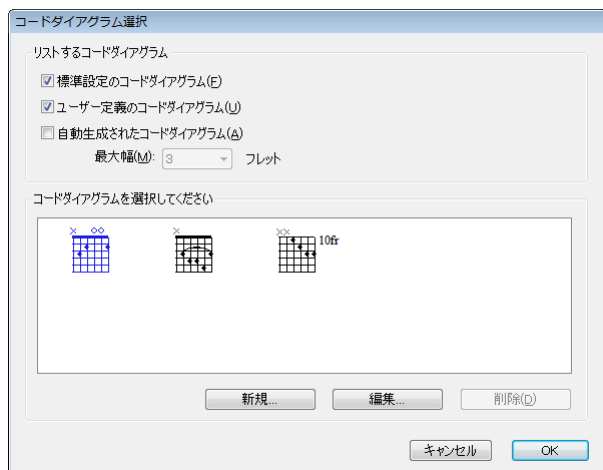 コードダイアグラム選択
リストするコードダイアグラム
標準設定のコードダイアグラム(F)
ユーザー定義のコードダイアグラム(U)
自動生成されたコードダイアグラム(A)
最大幅(M): 3 フレット
コードダイアグラムを選択してください
× ○○ × ×× 10fr
新規... 編集... 削除(D)
キャンセル OK